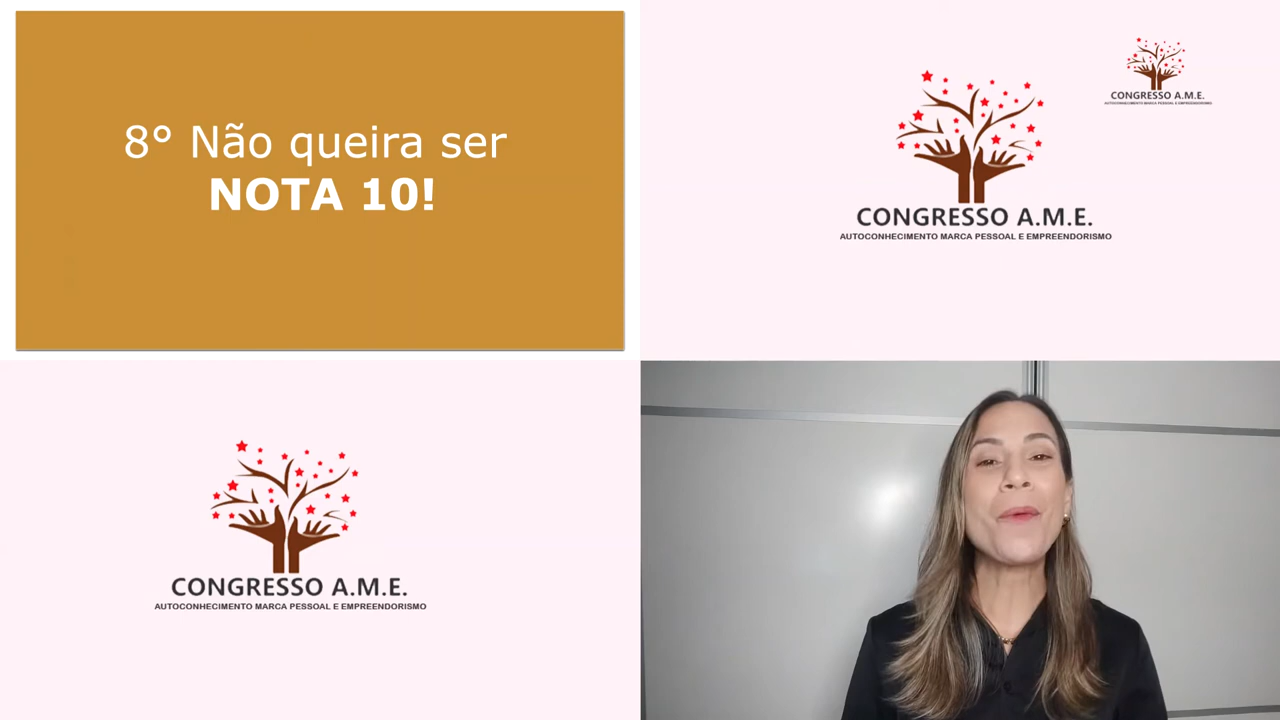 8° Não queira ser
NOTA 10!
CONGRESSO A.M.E.
AUTOCONHECIMENTO MARCA PESSOAL E EMPREENDORISMO
CONGRESSO A.M.E.
AUTOCONHECIMENTO MARCA PESSOAL E EMPREENDORISMO
CONGRESSO A.M.E.
AUTOCONHECIMENTO MARCA PESSOAL E EMPREENDORISMO